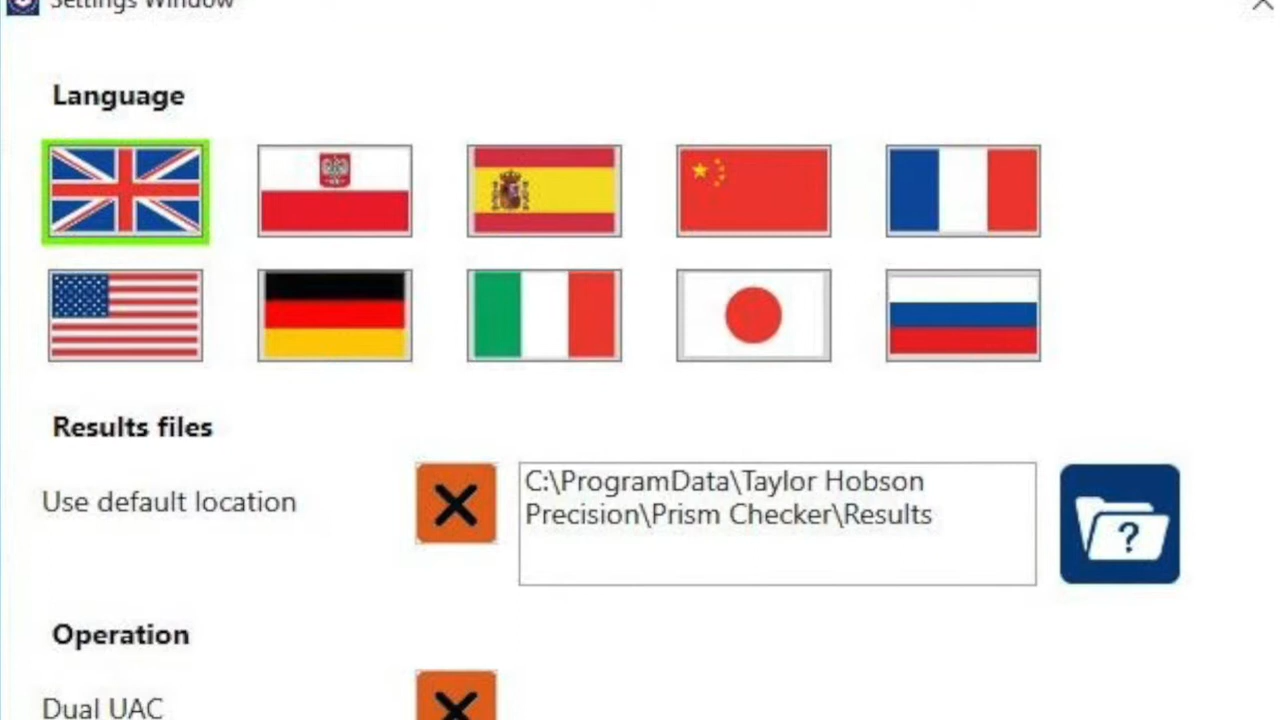 Settings Window
Language
Results files
Use default location
C:\ProgramData\Taylor Hobson
Precision\Prism Checker\Results
?
Operation
Dual UAC